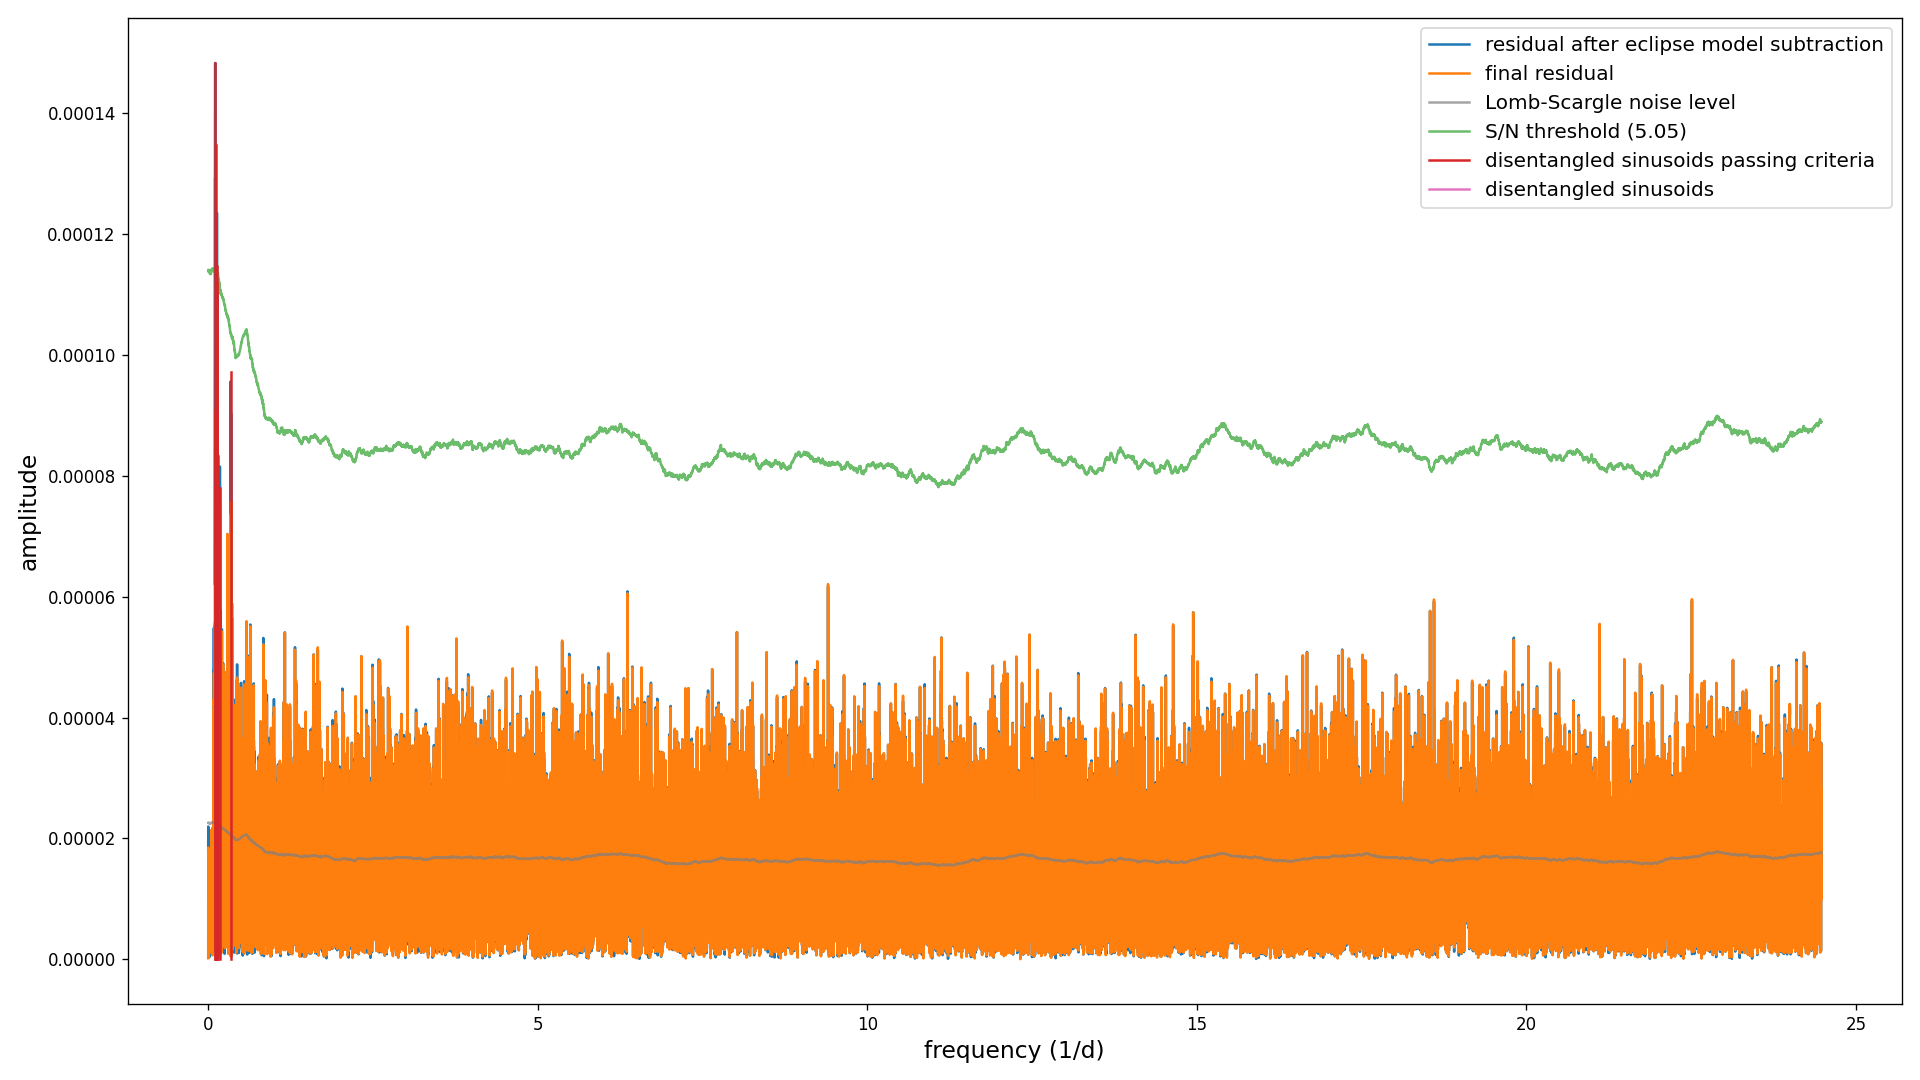 residual after eclipse model subtraction
final residual
Lomb-Scargle noise level
S/N threshold (5.05)
disentangled sinusoids passing criteria
disentangled sinusoids
0.00014
0.00012
0.00010
0.00008
0.00006
0.00004
0.00002
0.00000
amplitude
0 5 10 15 20 25
frequency (1/d)